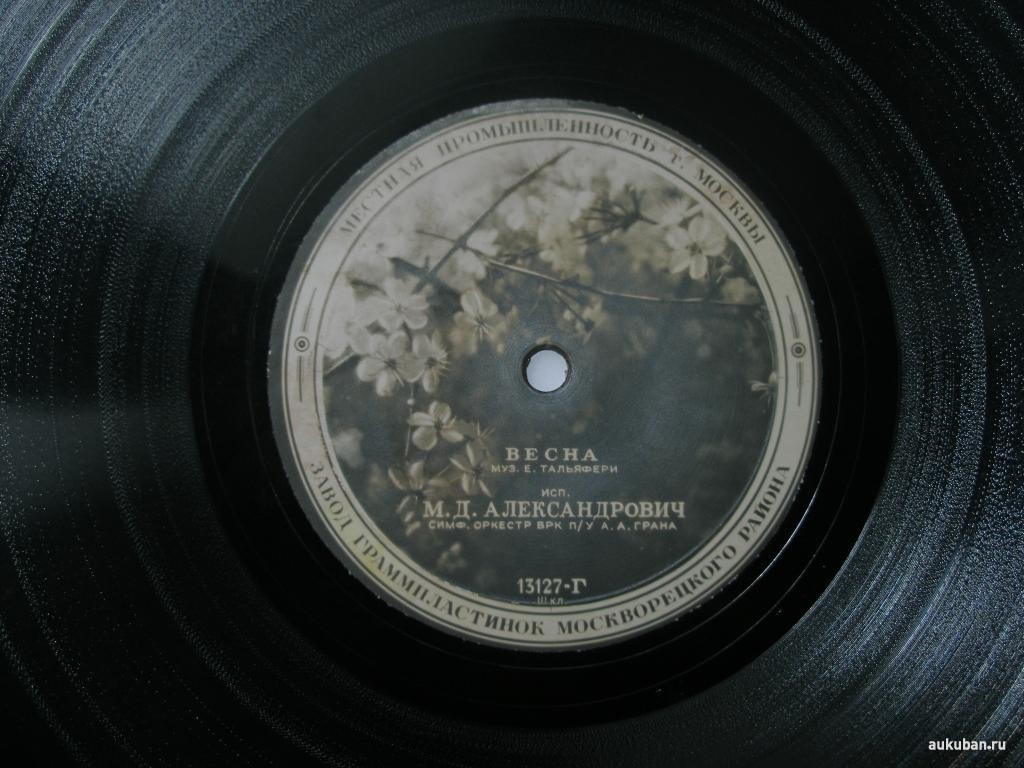 МЕСТНАЯ ПРОМЫШЛЕННОСТЬ г. МОСКВЫ
ВЕСНА
МУЗ. Е. ТАЛЬЯФЕРИ
ИСП.
М. Д. АЛЕКСАНДРОВИЧ
СИМФ. ОРКЕСТР ВРК П/У А. А. ГРАНА
13127-Г
III КЛ.
ЗАВОД ГРАММПЛАСТИНОК МОСКВОРЕЦКОГО РАЙОНА
aukuban.ru